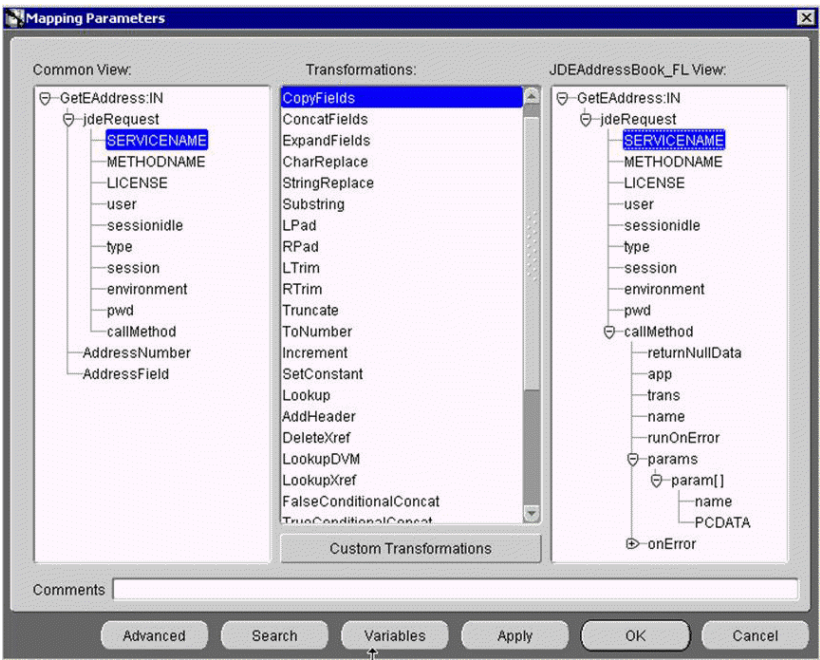 Mapping Parameters
Common View:
GetEAddress:IN
jdeRequest
SERVICENAME
METHODNAME
LICENSE
user
sessionidle
type
session
environment
pwd
callMethod
AddressNumber
AddressField
Transformations:
CopyFields
ConcatFields
ExpandFields
CharReplace
StringReplace
Substring
LPad
RPad
LTrim
RTrim
Truncate
ToNumber
Increment
SetConstant
Lookup
AddHeader
DeleteXref
LookupDVM
LookupXref
FalseConditionalConcat
TrueConditionalConcat
Custom Transformations
JDEAddressBook_FL View:
GetEAddress:IN
jdeRequest
SERVICENAME
METHODNAME
LICENSE
user
sessionidle
type
session
environment
pwd
callMethod
returnNullData
app
trans
name
runOnError
params
param[]
name
PCDATA
onError
Comments
Advanced
Search
Variables
Apply
OK
Cancel